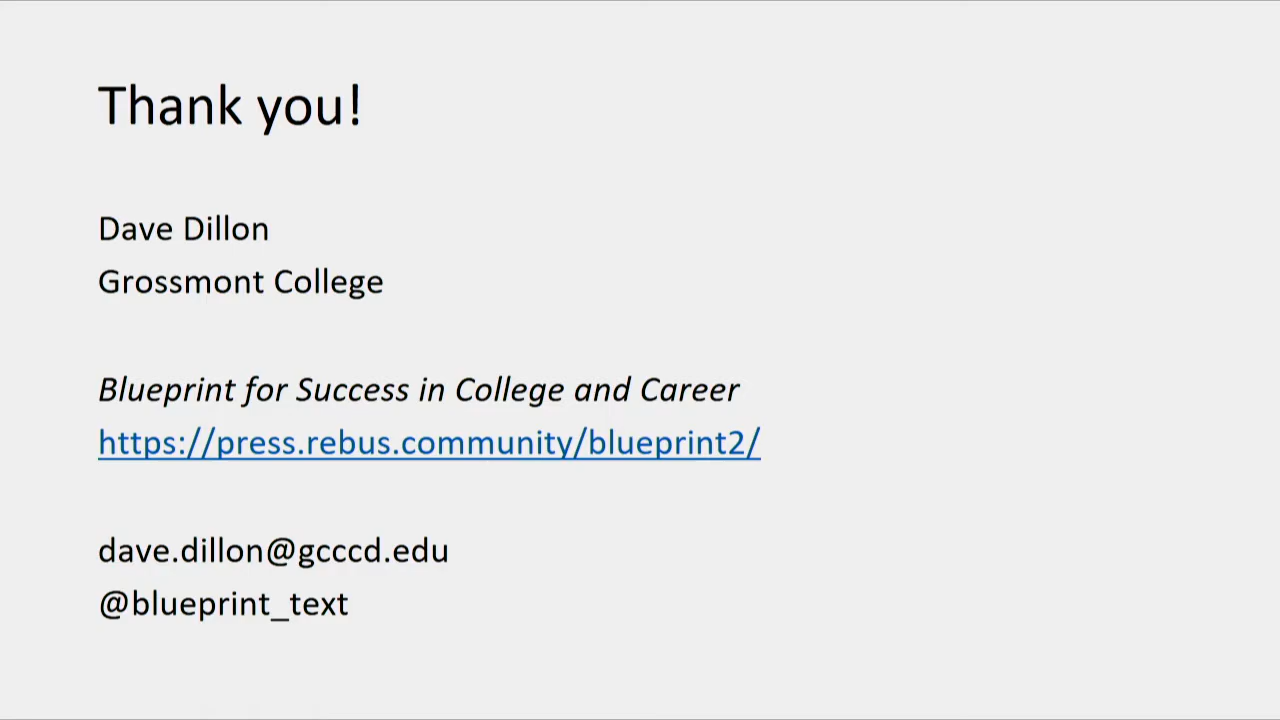 Thank you!
Dave Dillon
Grossmont College
Blueprint for Success in College and Career
https://press.rebus.community/blueprint2/
dave.dillon@gcccd.edu
@blueprint_text